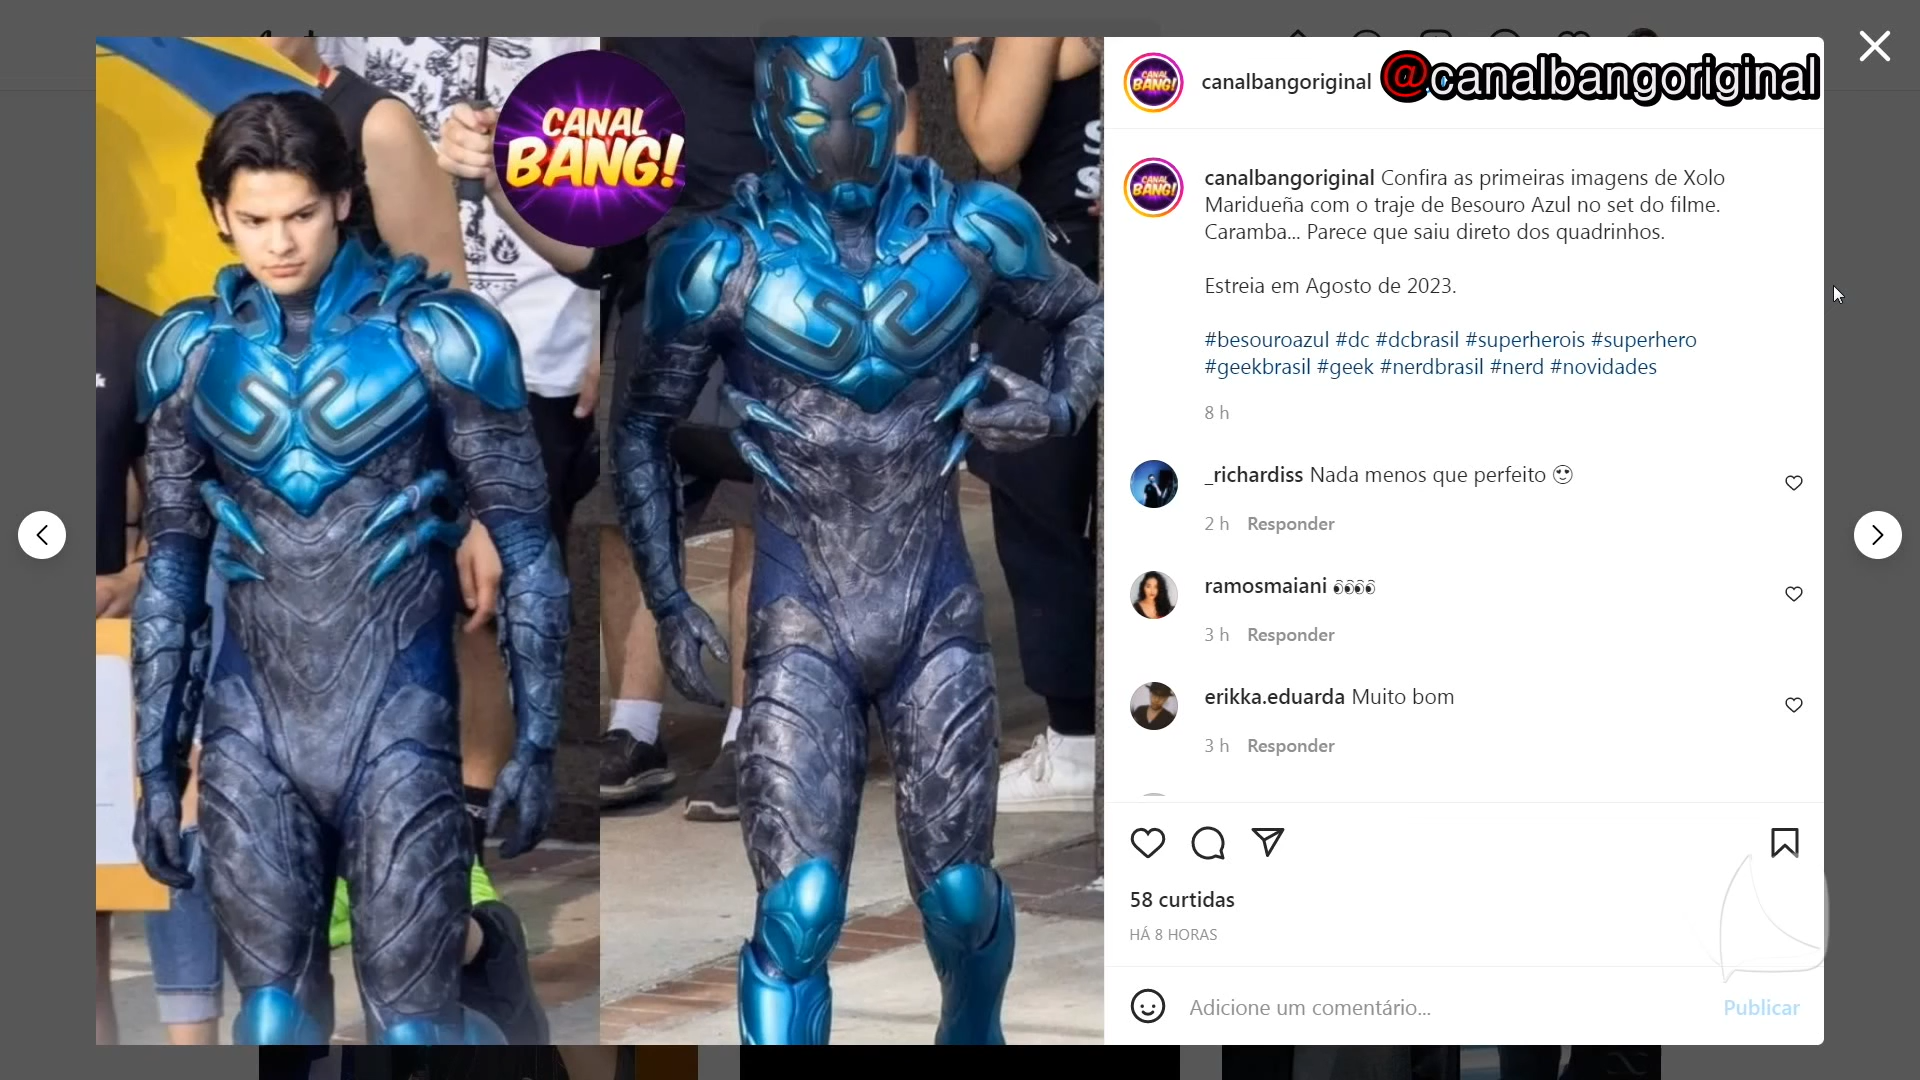 CANAL
BANG!
canalbangoriginal
@canalbangoriginal
canalbangoriginal Confira as primeiras imagens de Xolo
Maridueña com o traje de Besouro Azul no set do filme.
Caramba... Parece que saiu direto dos quadrinhos.
Estreia em Agosto de 2023.
#besouroazul #dc #dcbrasil #superherois #superhero
#geekbrasil #geek #nerdbrasil #nerd #novidades
8 h
_richardiss Nada menos que perfeito 😍
2 h Responder
ramosmaiani 👀👀👀👀
3 h Responder
erikka.eduarda Muito bom
3 h Responder
58 curtidas
HÁ 8 HORAS
Adicione um comentário...
Publicar